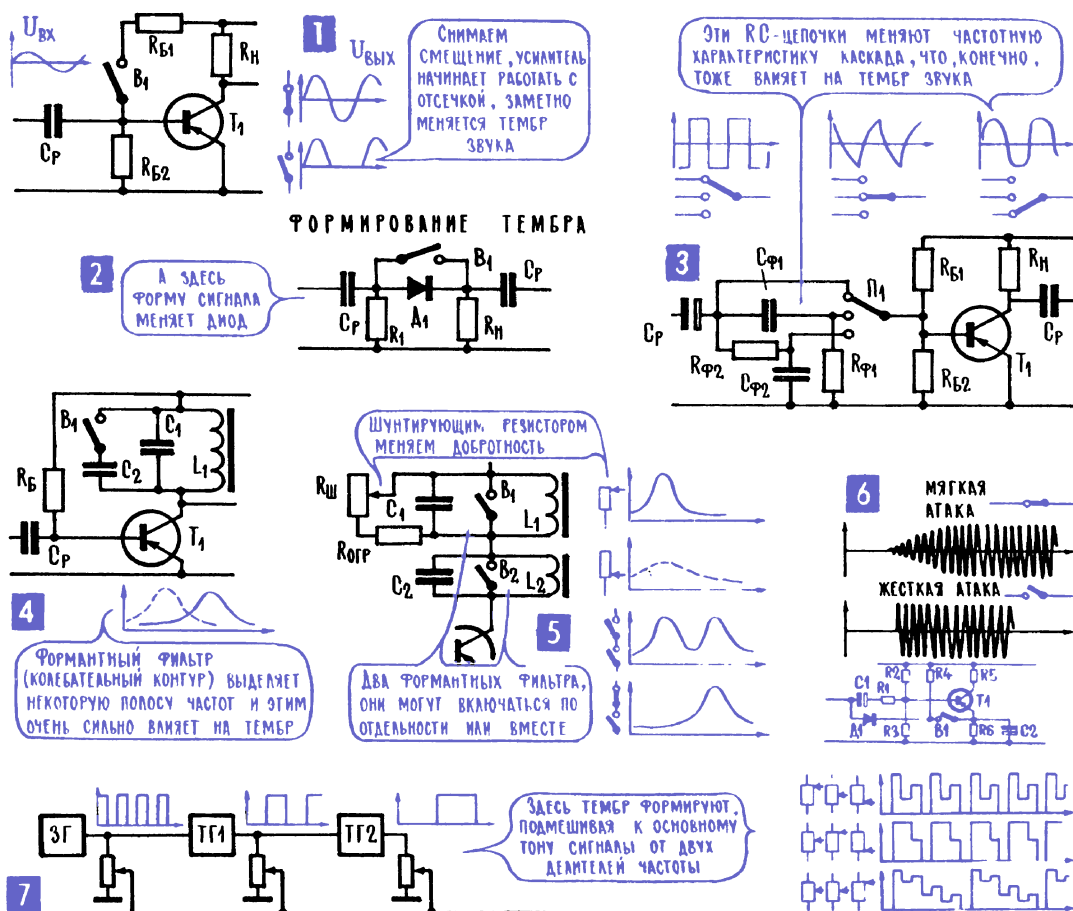 Uвх
Rб1
Rн
В1
Т1
Ср
Rб2
1
Uвых
Снимаем
смещение, усилитель
начинает работать с
отсечкой, заметно
меняется тембр
звука
Эти RC-цепочки меняют частотную
характеристику каскада, что, конечно,
тоже влияет на тембр звука
ФОРМИРОВАНИЕ ТЕМБРА
2
А здесь
форму сигнала
меняет диод
В1
Ср
Ср
R1
Д1
Rн
3
Сф1
П1
Rб1
Rн
Ср
Ср
Rф2
Сф2
Rф1
Rб2
Т1
В1
С1
С2
L1
Rб
Ср
Т1
4
Формантный фильтр
(колебательный контур) выделяет
некоторую полосу частот и этим
очень сильно влияет на тембр
Шунтирующим резистором
меняем добротность
Rш
С1
В1
L1
Rогр
С2
В2
L2
5
Два формантных фильтра,
они могут включаться по
отдельности или вместе
6
МЯГКАЯ
АТАКА
ЖЕСТКАЯ АТАКА
R2
R4
R5
С1
R1
Т1
Д1
R3
В1
R6
С2
7
ЗГ
ТГ1
ТГ2
Здесь тембр формируют,
подмешивая к основному
тону сигналы от двух
делителей частоты